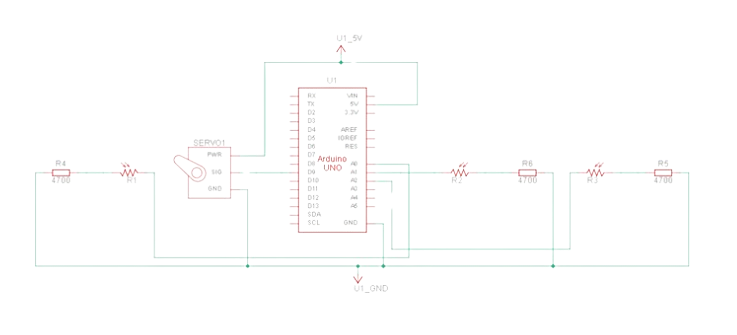 U1_5V
U1
RX
TX
D2
D3
D4
D5
D6
D7
D8
D9
D10
D11
D12
D13
SDA
SCL
Arduino
UNO
VIN
5V
3.3V
AREF
IOREF
RES
A0
A1
A2
A3
A4
A5
GND
SERVO1
PWR
SIG
GND
R4
4700
R1
R2
R6
4700
R3
R5
4700
U1_GND